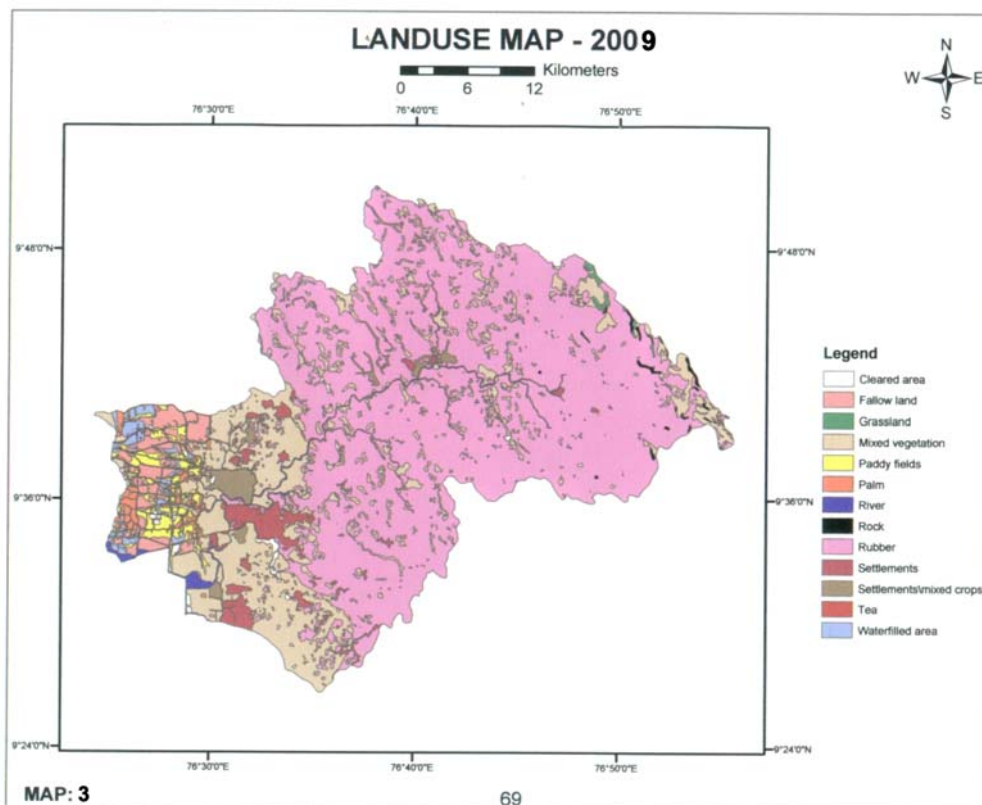 LANDUSE MAP - 2009
Kilometers
0 6 12
N
W E
S
76°30'0"E 76°40'0"E 76°50'0"E
9°48'0"N 9°48'0"N
9°36'0"N 9°36'0"N
9°24'0"N 9°24'0"N
76°30'0"E 76°40'0"E 76°50'0"E
Legend
Cleared area
Fallow land
Grassland
Mixed vegetation
Paddy fields
Palm
River
Rock
Rubber
Settlements
Settlements\mixed crops
Tea
Waterfilled area
MAP: 3
69